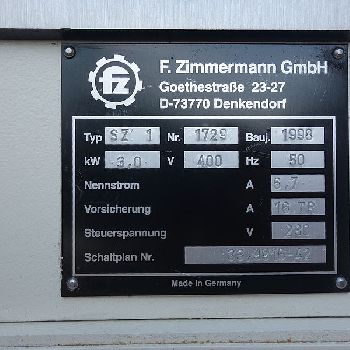 fz
F. Zimmermann GmbH
Goethestraße 23-27
D-73770 Denkendorf
Typ SZ 1 Nr. 1729 Bauj. 1998
kW 3,0 V 400 Hz 50
Nennstrom A 6,7
Vorsicherung A 16 TR
Steuerspannung V 230
Schaltplan Nr.
Made in Germany